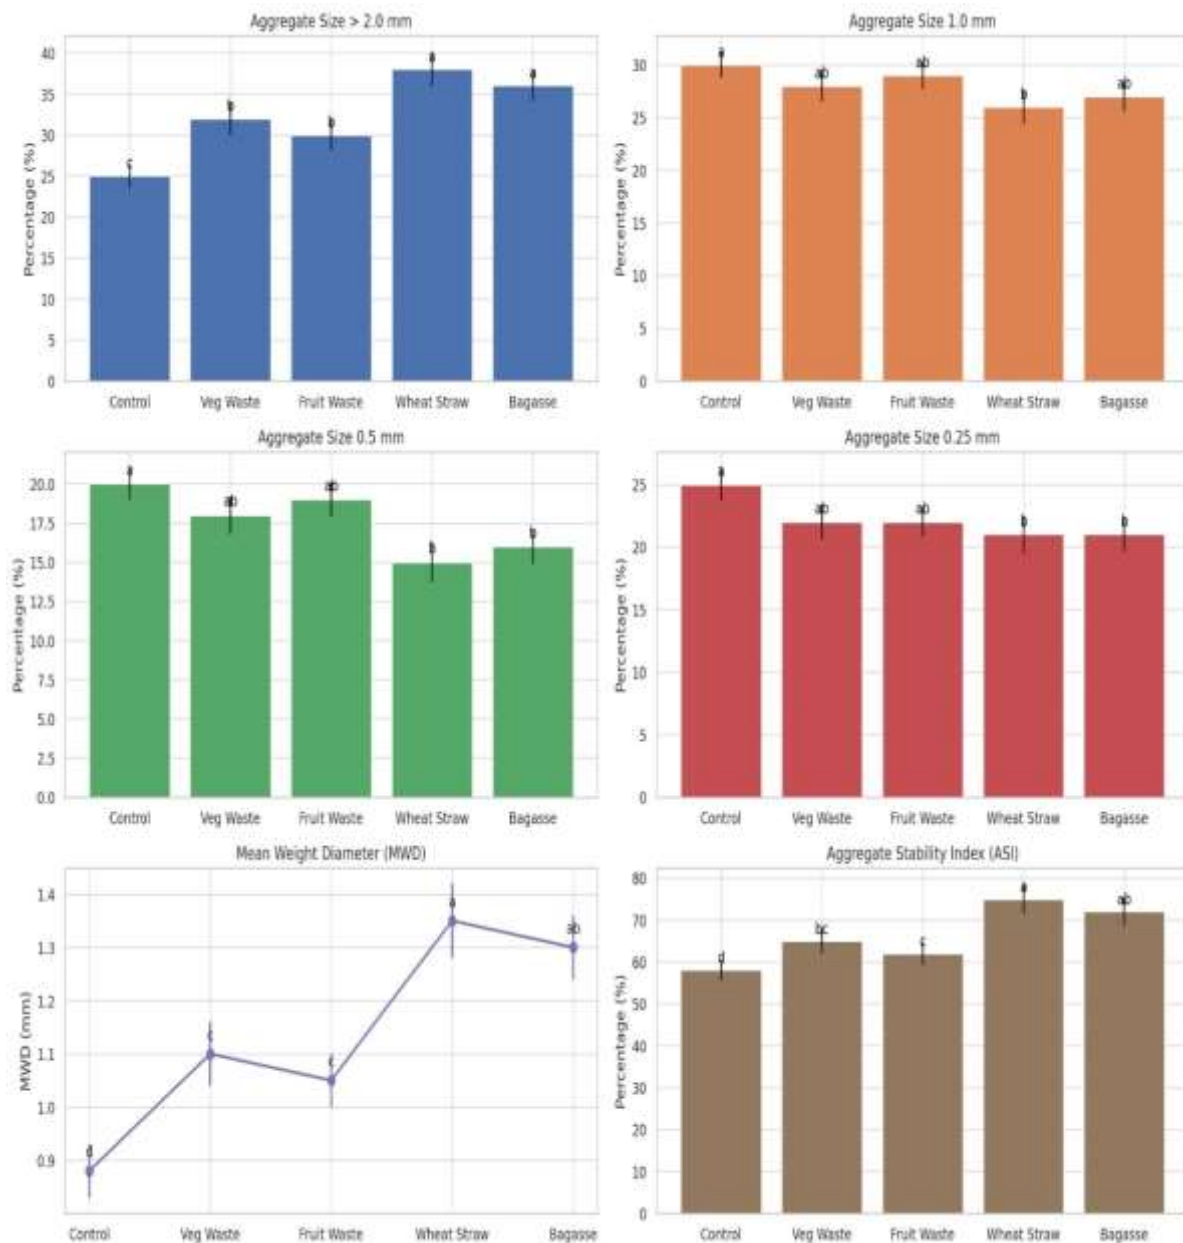 Aggregate Size > 2.0 mm
Percentage (%)
40
35
30
25
20
15
10
5
0
c
b
b
a
a
Control Veg Waste Fruit Waste Wheat Straw Bagasse
Aggregate Size 1.0 mm
Percentage (%)
30
25
20
15
10
5
0
a
ab
ab
b
ab
Control Veg Waste Fruit Waste Wheat Straw Bagasse
Aggregate Size 0.5 mm
Percentage (%)
20.0
17.5
15.0
12.5
10.0
7.5
5.0
2.5
0.0
a
ab
ab
b
b
Control Veg Waste Fruit Waste Wheat Straw Bagasse
Aggregate Size 0.25 mm
Percentage (%)
25
20
15
10
5
0
a
ab
ab
b
b
Control Veg Waste Fruit Waste Wheat Straw Bagasse
Mean Weight Diameter (MWD)
MWD (mm)
1.4
1.3
1.2
1.1
1.0
0.9
d
c
c
a
ab
Control Veg Waste Fruit Waste Wheat Straw Bagasse
Aggregate Stability Index (ASI)
Percentage (%)
80
70
60
50
40
30
20
10
0
d
bc
c
a
ab
Control Veg Waste Fruit Waste Wheat Straw Bagasse